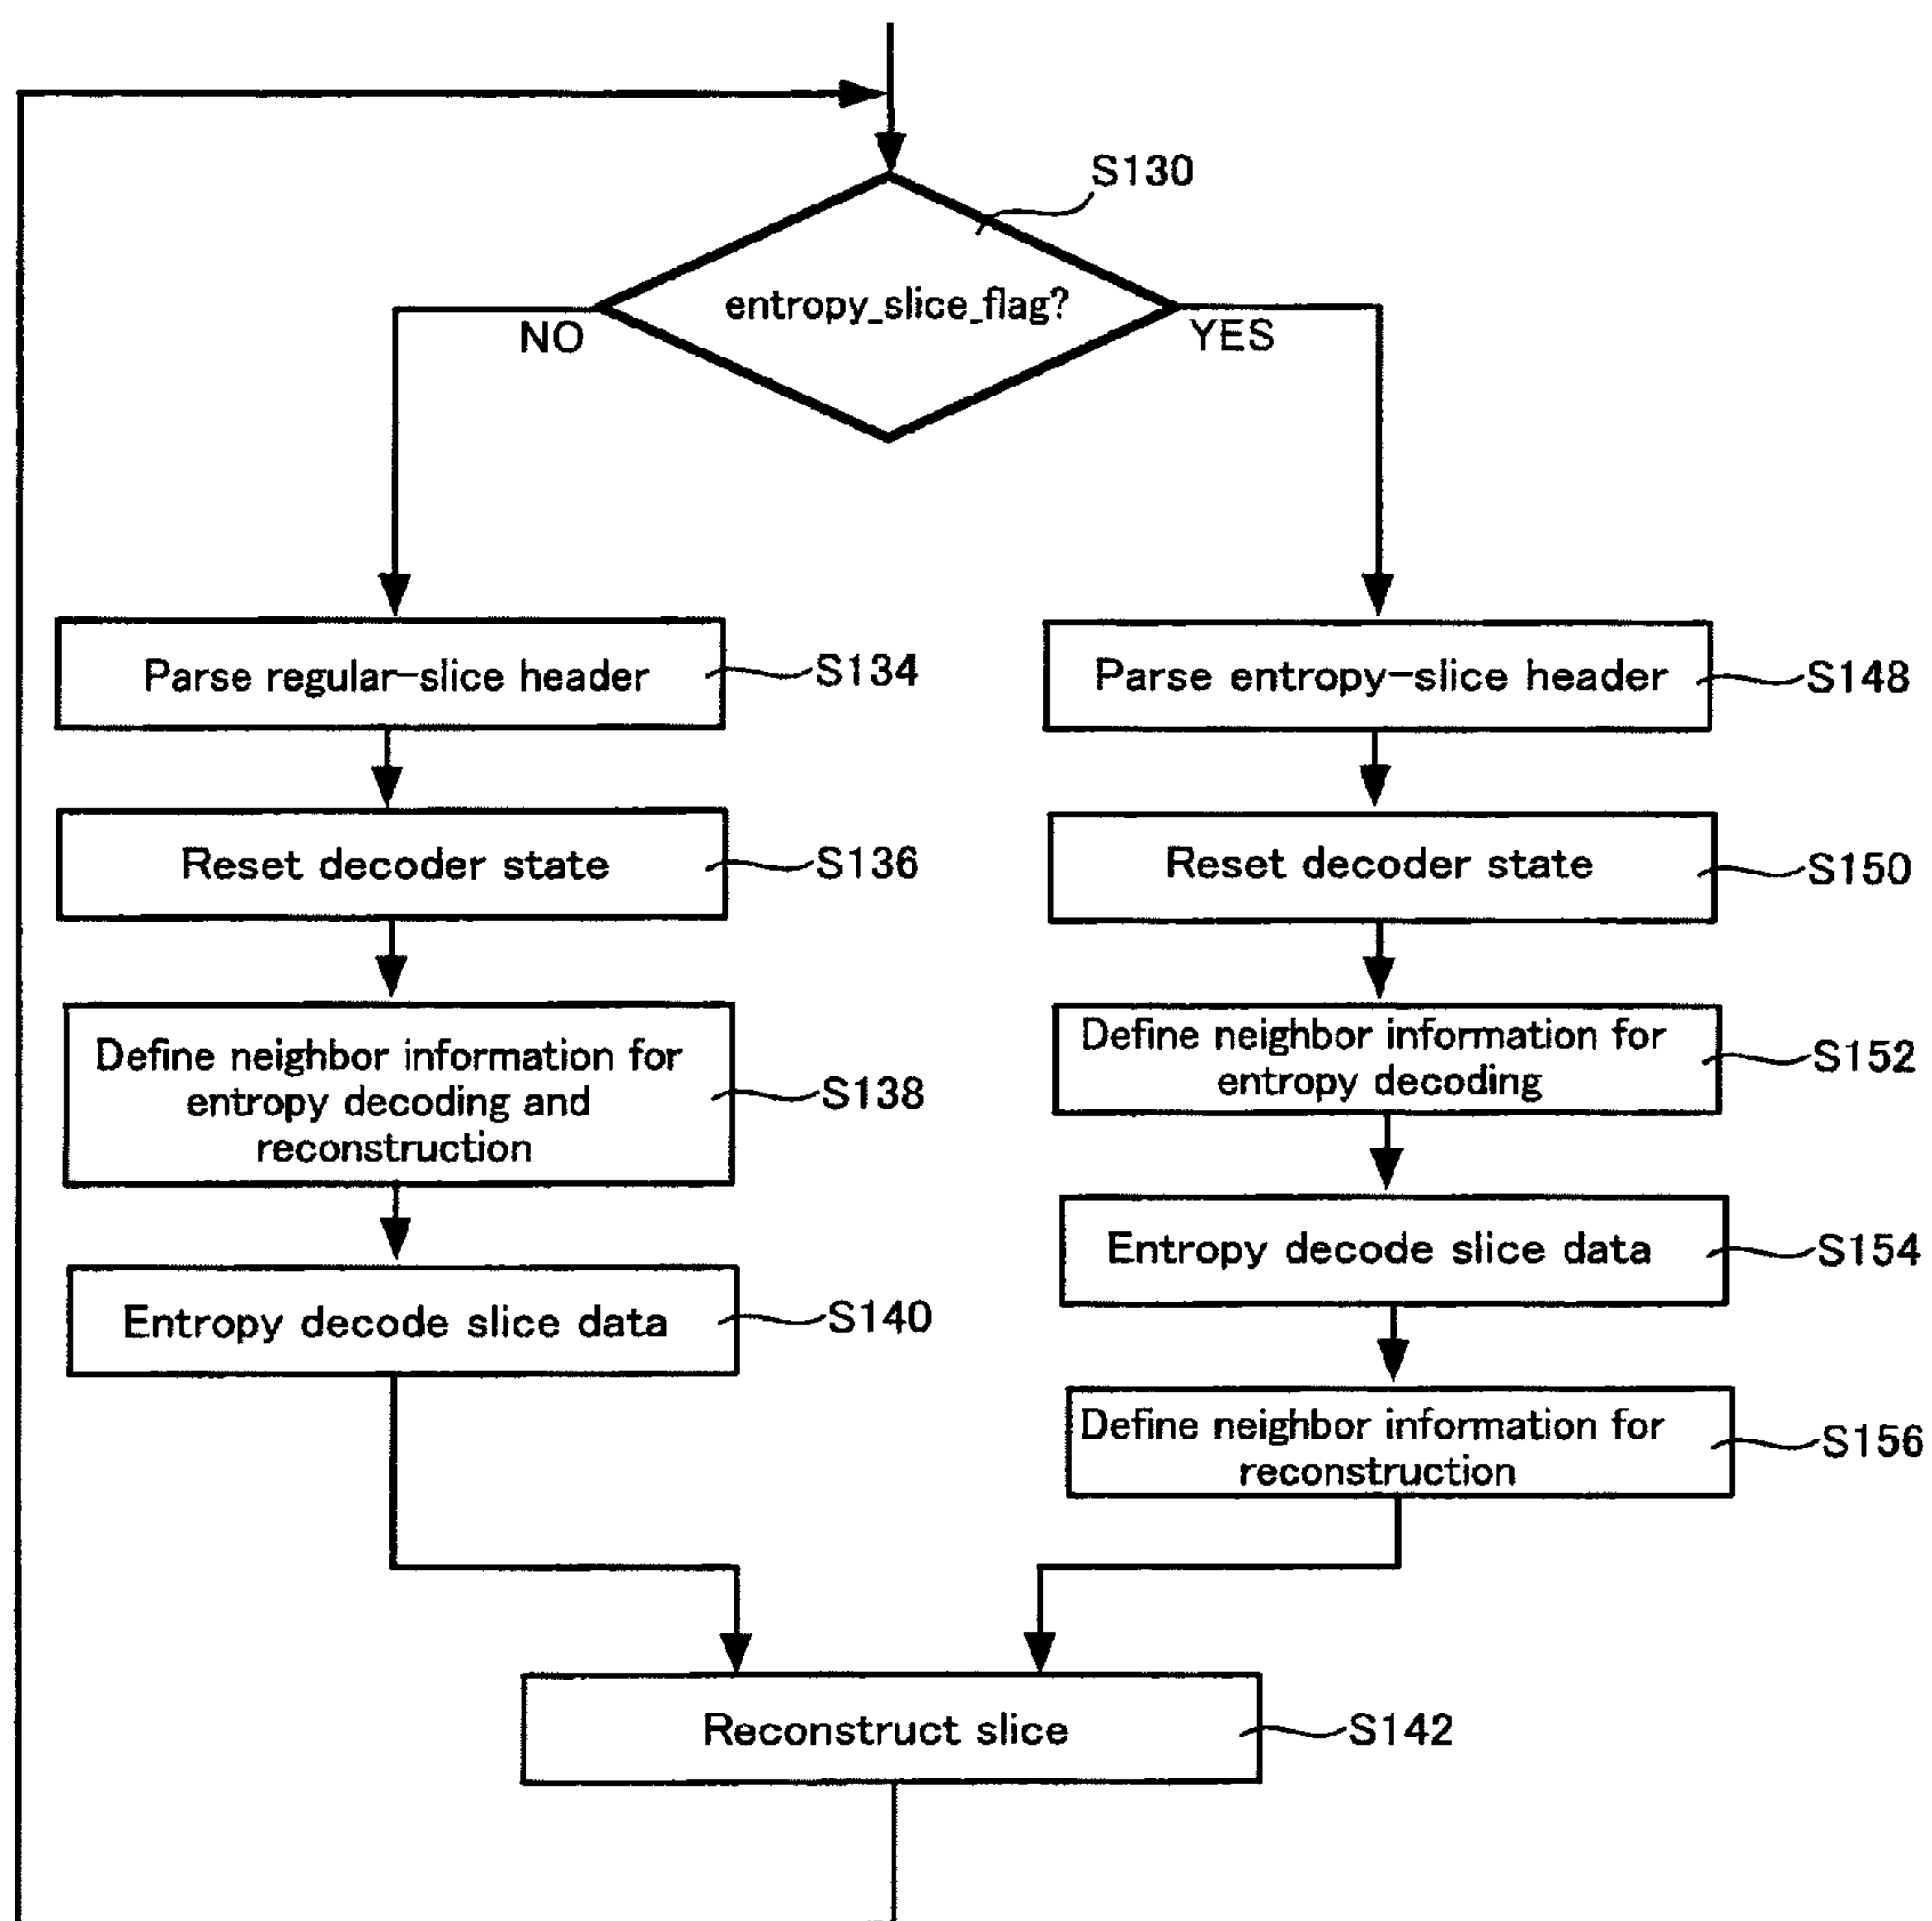 S130
entropy_slice_flag?
NO
YES
Parse regular-slice header
S134
Reset decoder state
S136
Define neighbor information for
entropy decoding and
reconstruction
S138
Entropy decode slice data
S140
Parse entropy-slice header
S148
Reset decoder state
S150
Define neighbor information for
entropy decoding
S152
Entropy decode slice data
S154
Define neighbor information for
reconstruction
S156
Reconstruct slice
S142